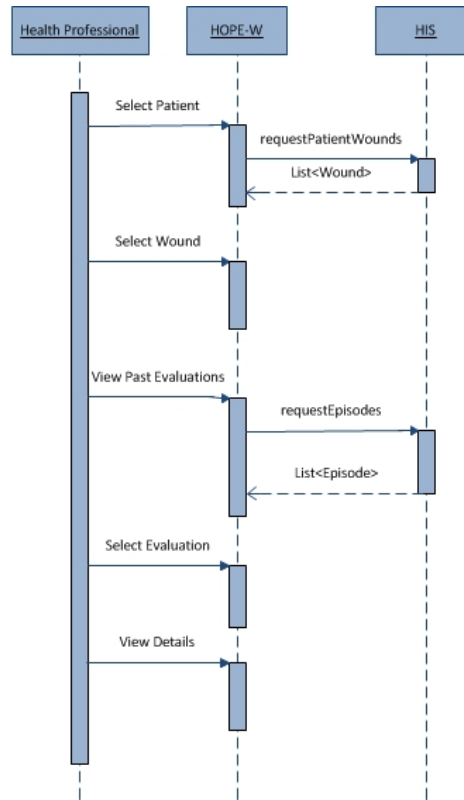 Health Professional
HOPE-W
HIS
Select Patient
requestPatientWounds
List<Wound>
Select Wound
View Past Evaluations
requestEpisodes
List<Episode>
Select Evaluation
View Details